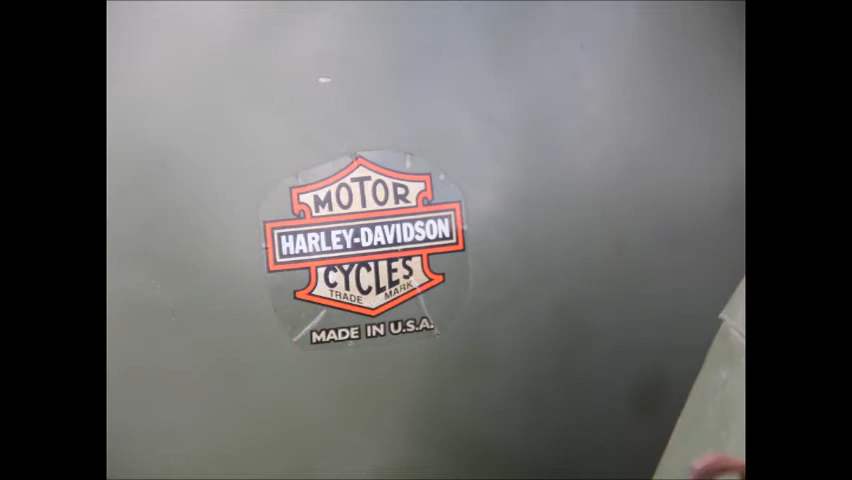 MOTOR
HARLEY-DAVIDSON
CYCLES
TRADE MARK
MADE IN U.S.A.